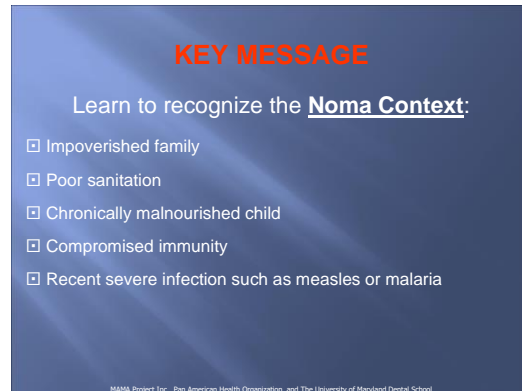 KEY MESSAGE
Learn to recognize the Noma Context:
Impoverished family
Poor sanitation
Chronically malnourished child
Compromised immunity
Recent severe infection such as measles or malaria
MAMA Project Inc., Pan American Health Organization, and The University of Maryland Dental School